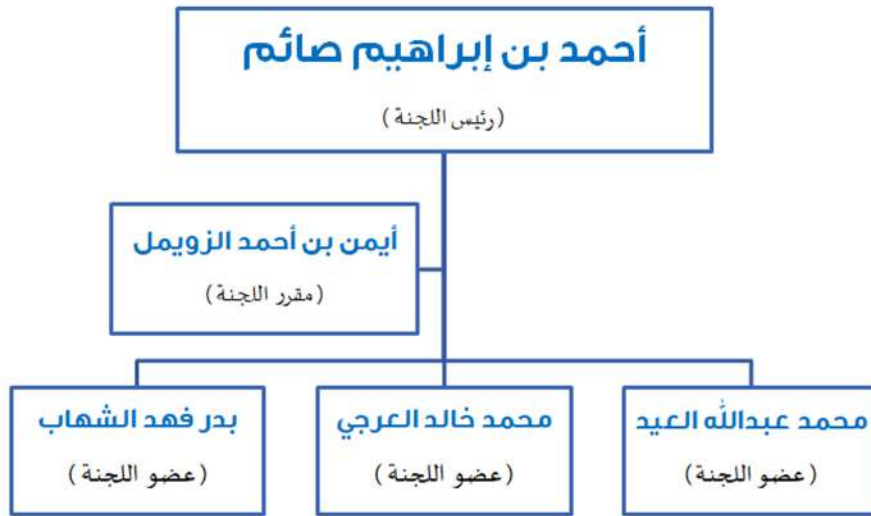 أحمد بن إبراهيم صائم
(رئيس اللجنة)
أيمن بن أحمد الزويمل
(مقرر اللجنة)
محمد عبدالله العيد
(عضو اللجنة)
محمد خالد العرجي
(عضو اللجنة)
بدر فهد الشهاب
(عضو اللجنة)